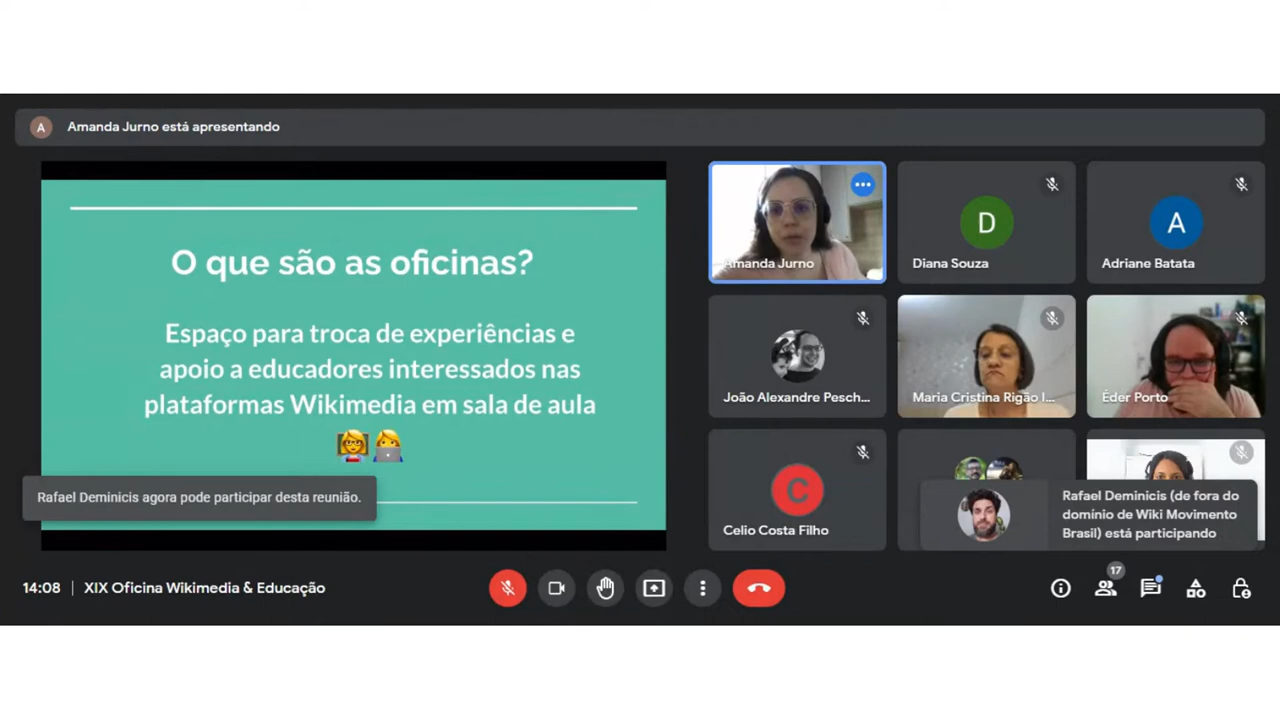 A
Amanda Jurno está apresentando
O que são as oficinas?
Espaço para troca de experiências e
apoio a educadores interessados nas
plataformas Wikimedia em sala de aula
Rafael Deminicis agora pode participar desta reunião.
Amanda Jurno
D
Diana Souza
A
Adriane Batata
João Alexandre Pesch...
Maria Cristina Rigão I...
Éder Porto
C
Celio Costa Filho
Rafael Deminicis (de fora do
domínio de Wiki Movimento
Brasil) está participando
14:08 | XIX Oficina Wikimedia & Educação
17